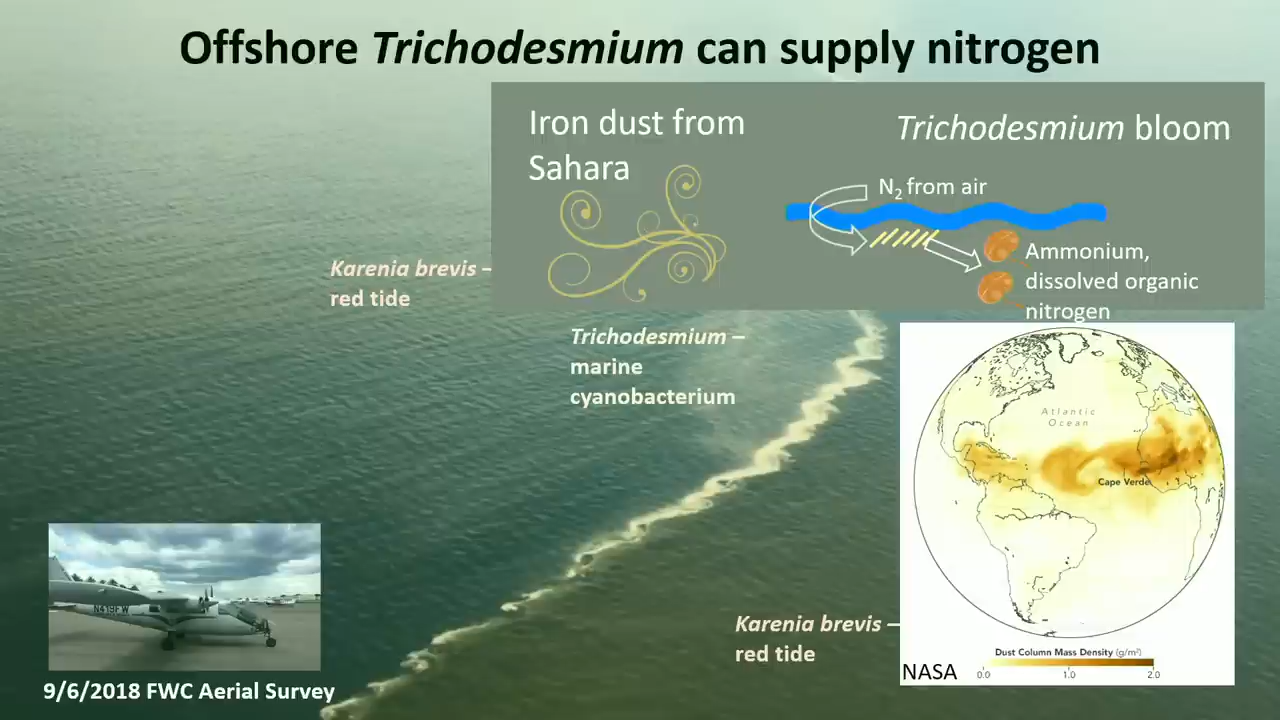 Offshore Trichodesmium can supply nitrogen
Iron dust from
Sahara
Trichodesmium bloom
N2 from air
Ammonium,
dissolved organic
nitrogen
Karenia brevis –
red tide
Trichodesmium –
marine
cyanobacterium
Atlantic
Ocean
Cape Verde
Karenia brevis –
red tide
Dust Column Mass Density (g/m²)
0.0 1.0 2.0
NASA
N419FW
9/6/2018 FWC Aerial Survey